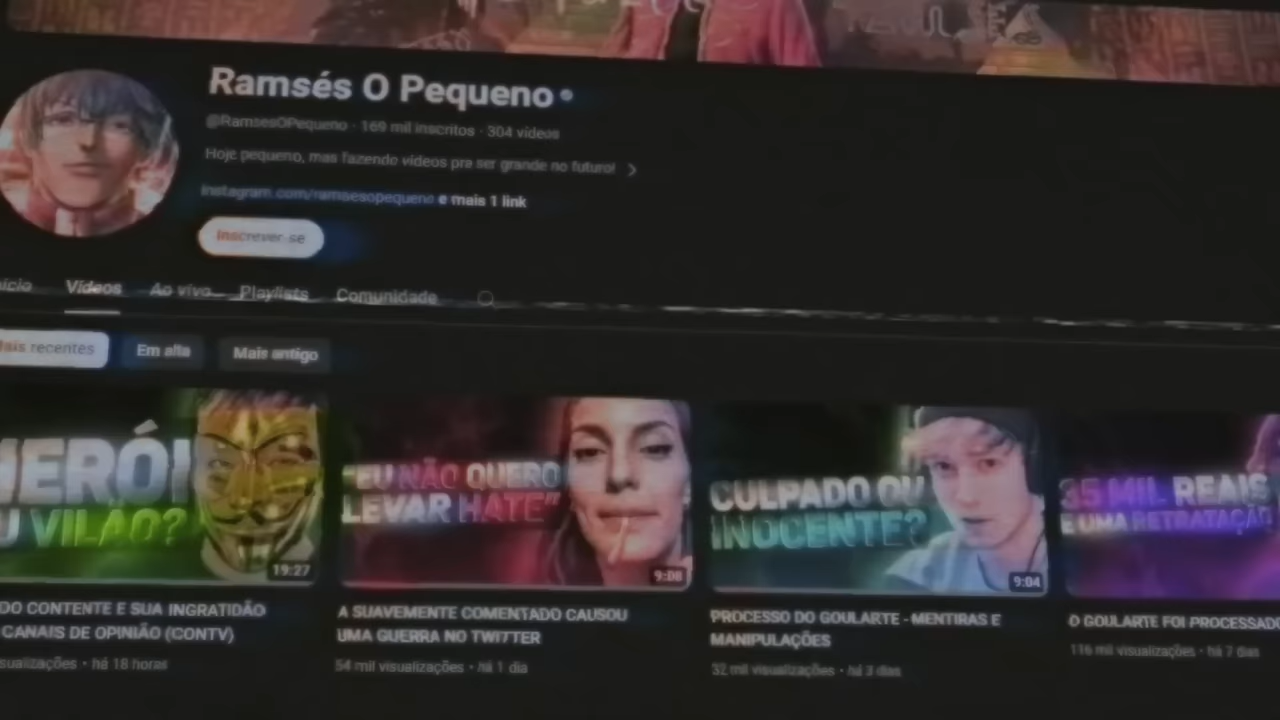 Ramsés O Pequeno
@RamsesOPequeno · 169 mil inscritos · 304 vídeos
Hoje pequeno, mas fazendo vídeos pra ser grande no futuro!
instagram.com/ramsesopequeno e mais 1 link
Inscrever-se
nício Vídeos Ao vivo Playlists Comunidade
Mais recentes Em alta Mais antigo
HERÓI
U VILÃO?
19:27
"EU NÃO QUERO
LEVAR HATE"
9:08
CULPADO OU
INOCENTE?
9:04
35 MIL REAIS
E UMA RETRATAÇÃO
DO CONTENTE E SUA INGRATIDÃO
CANAIS DE OPINIÃO (CONTV)
sualizações • há 18 horas
A SUAVEMENTE COMENTADO CAUSOU
UMA GUERRA NO TWITTER
54 mil visualizações • há 1 dia
PROCESSO DO GOULARTE - MENTIRAS E
MANIPULAÇÕES
32 mil visualizações • há 3 dias
O GOULARTE FOI PROCESSADO
116 mil visualizações • há 7 dias